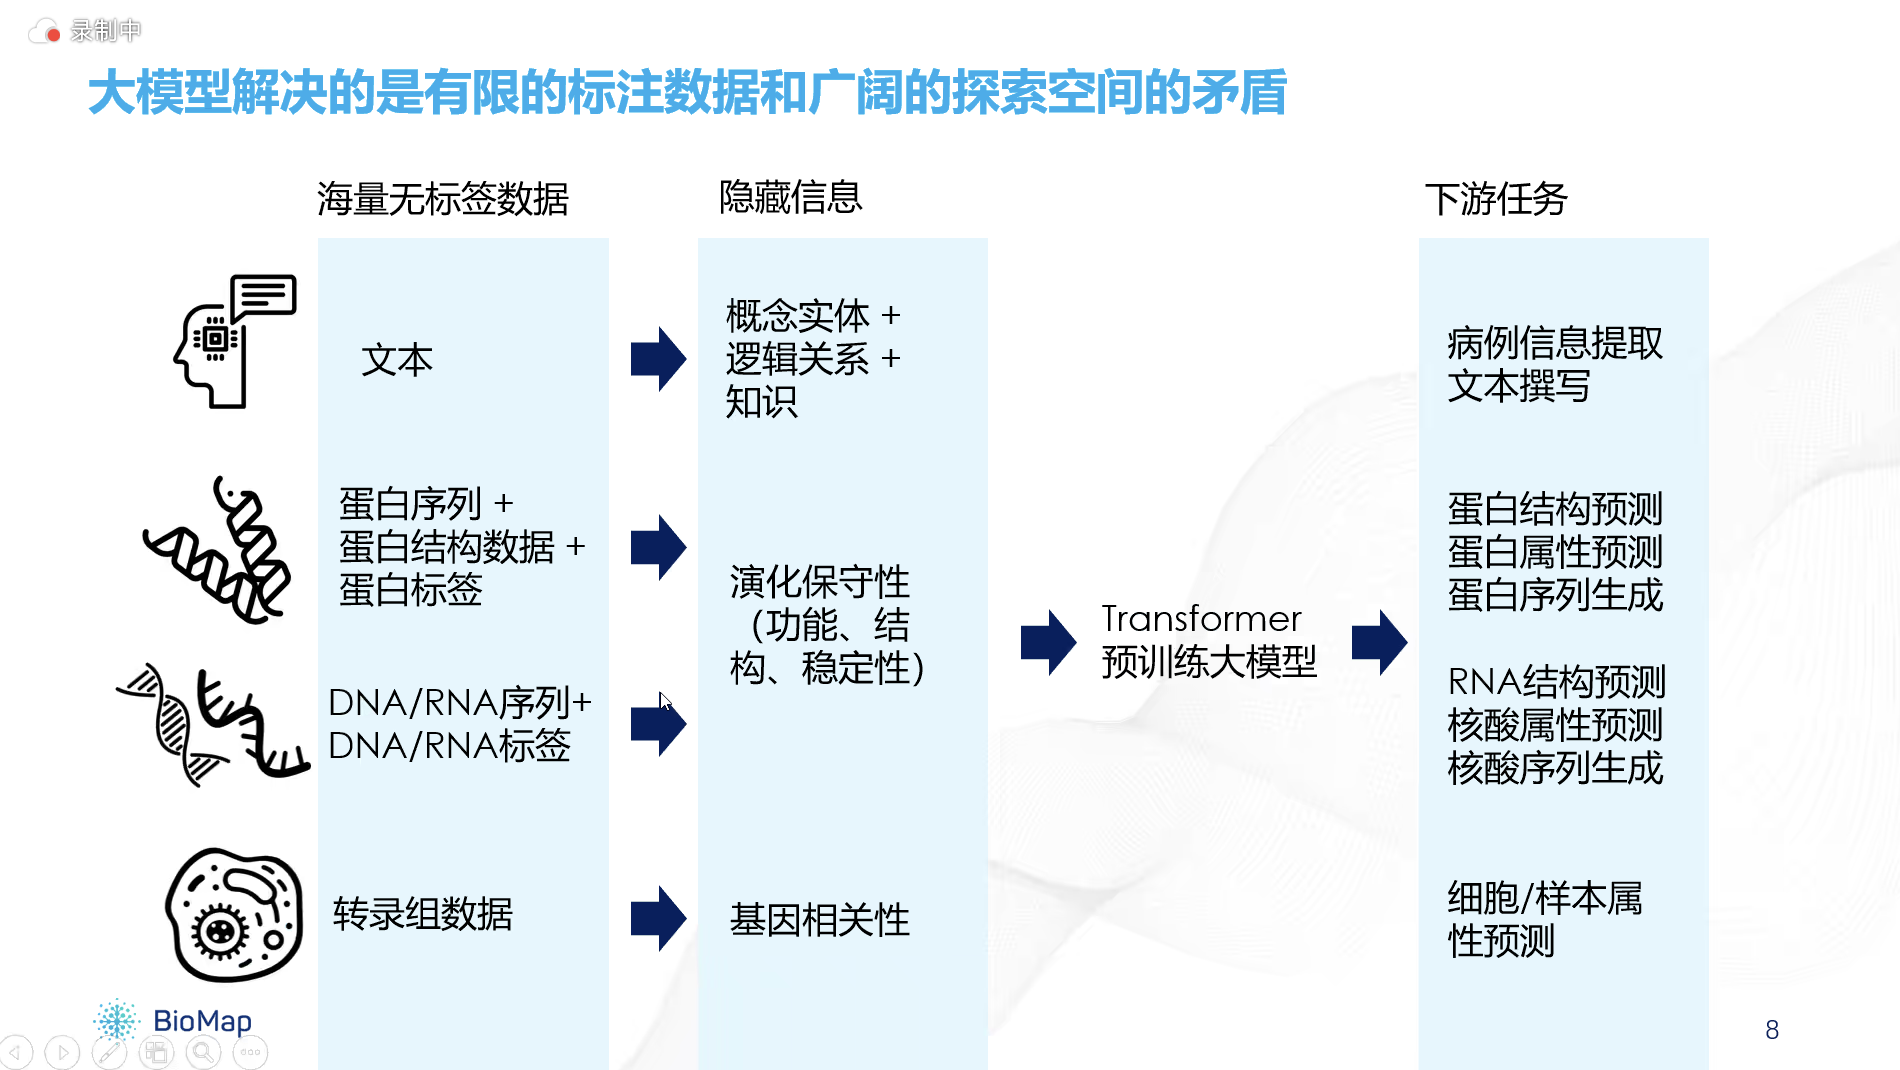 录制中
大模型解决的是有限的标注数据和广阔的探索空间的矛盾
海量无标签数据
隐藏信息
下游任务
文本
概念实体 +
逻辑关系 +
知识
病例信息提取
文本撰写
蛋白序列 +
蛋白结构数据 +
蛋白标签
演化保守性
（功能、结
构、稳定性）
DNA/RNA序列+
DNA/RNA标签
Transformer
预训练大模型
蛋白结构预测
蛋白属性预测
蛋白序列生成
RNA结构预测
核酸属性预测
核酸序列生成
转录组数据
基因相关性
细胞/样本属
性预测
BioMap
8